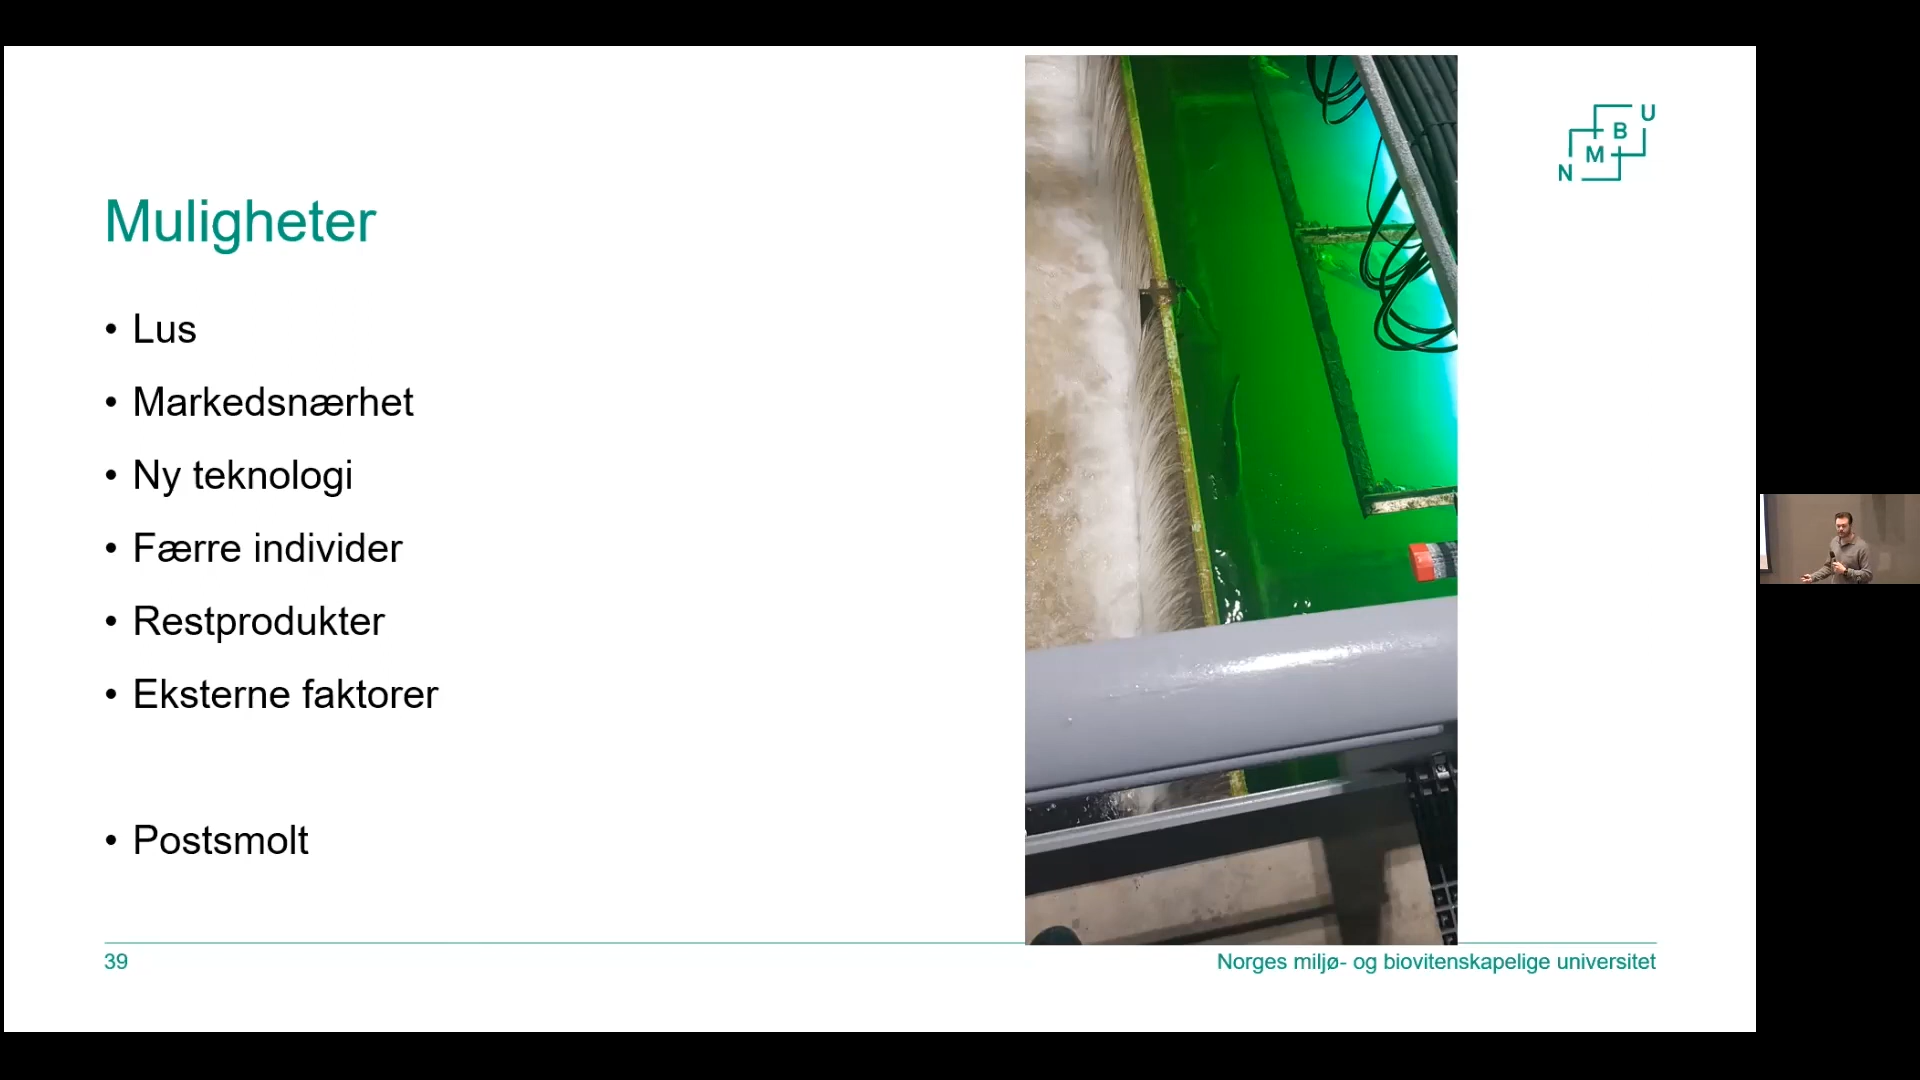 N M B U
Muligheter
• Lus
• Markedsnærhet
• Ny teknologi
• Færre individer
• Restprodukter
• Eksterne faktorer
• Postsmolt
39
Norges miljø- og biovitenskapelige universitet